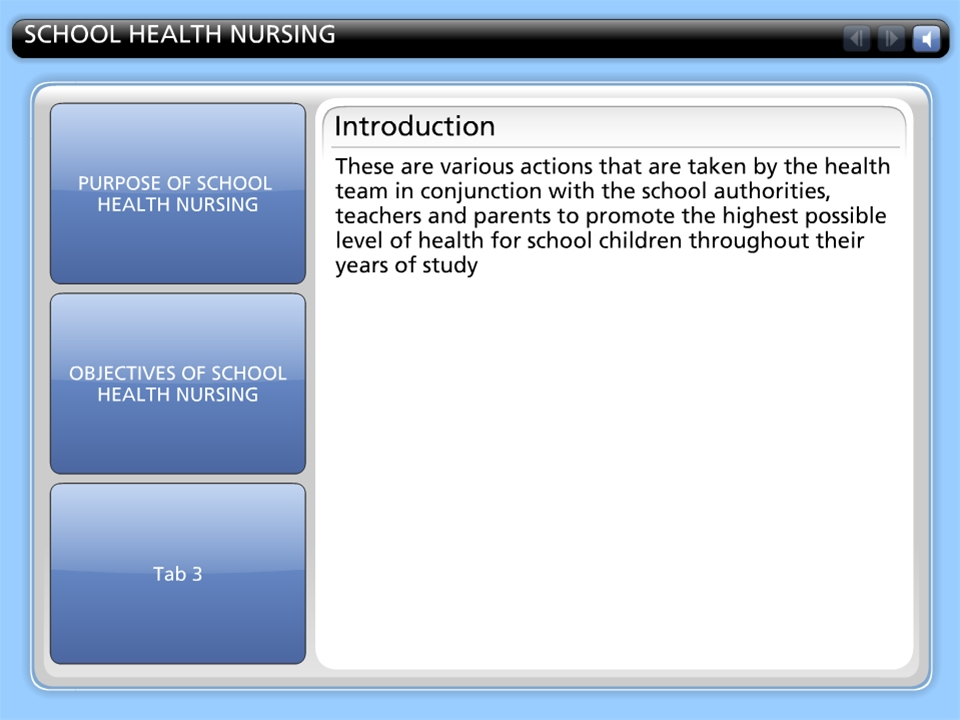 SCHOOL HEALTH NURSING
PURPOSE OF SCHOOL
HEALTH NURSING
OBJECTIVES OF SCHOOL
HEALTH NURSING
Tab 3
Introduction
These are various actions that are taken by the health
team in conjunction with the school authorities,
teachers and parents to promote the highest possible
level of health for school children throughout their
years of study